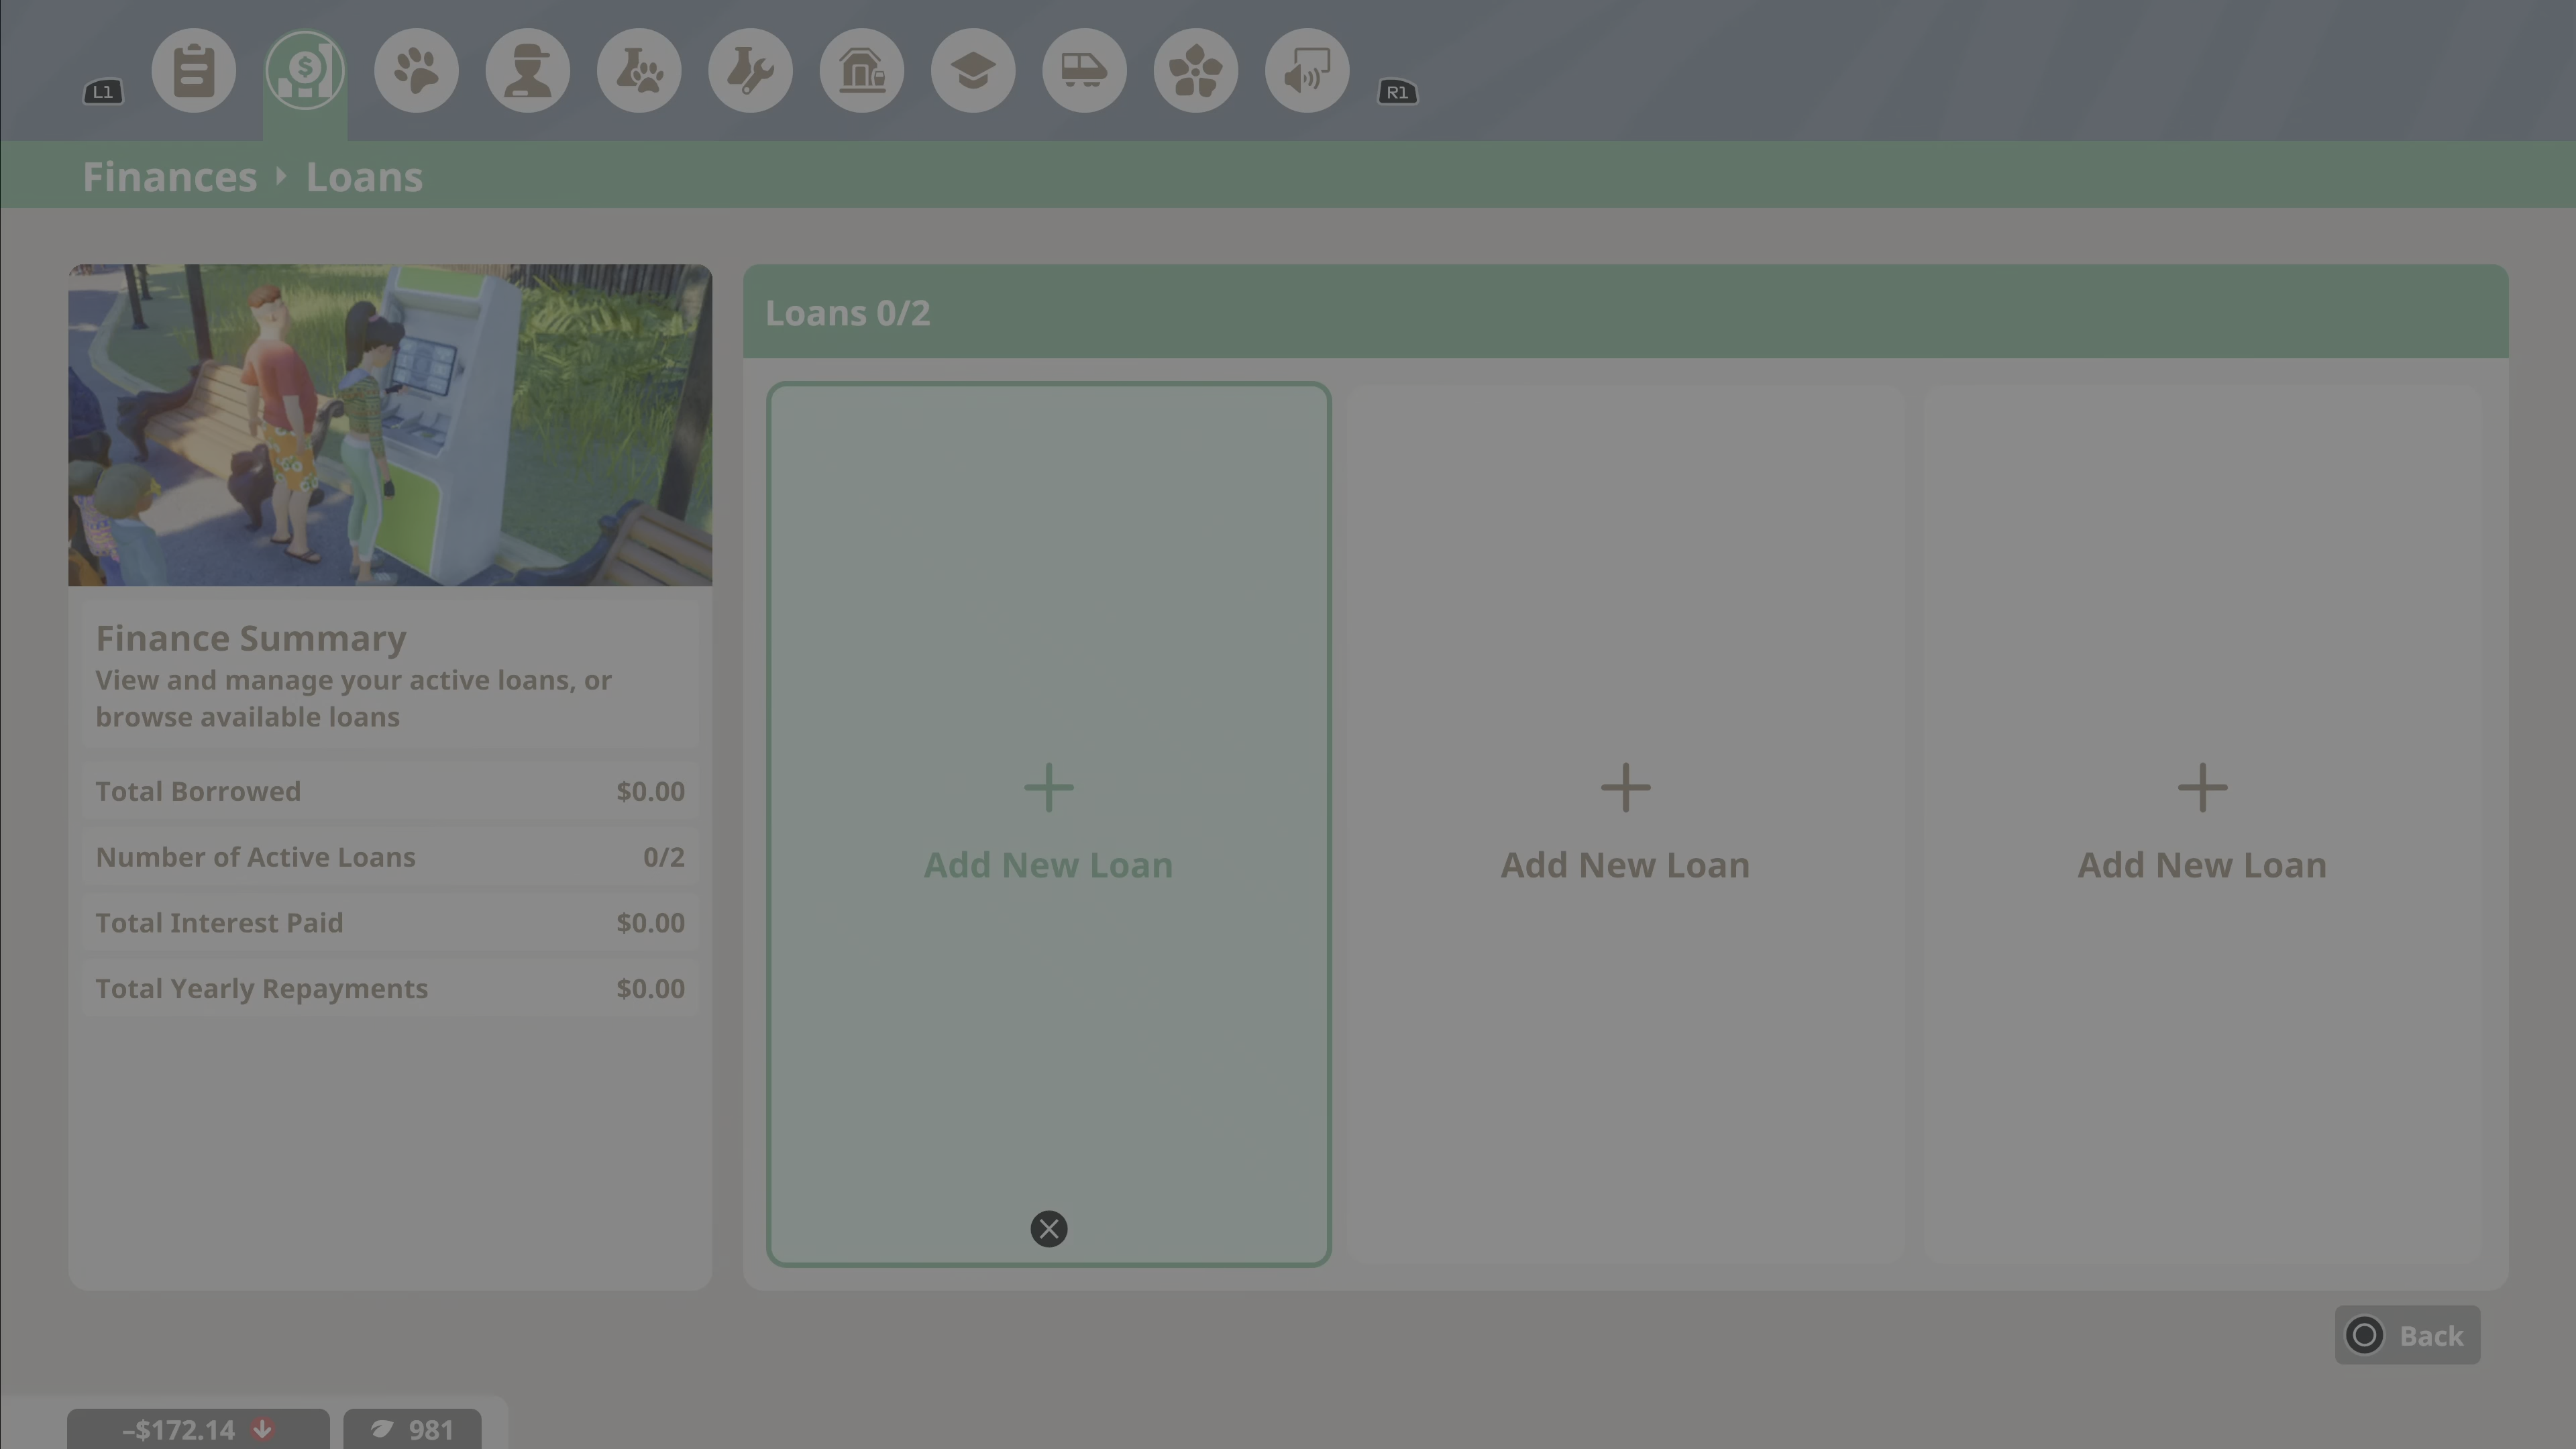 L1
R1
Finances ▸ Loans
Loans 0/2
Finance Summary
View and manage your active loans, or
browse available loans
Total Borrowed $0.00
Number of Active Loans 0/2
Total Interest Paid $0.00
Total Yearly Repayments $0.00
Add New Loan
Add New Loan
Add New Loan
Back
–$172.14
981